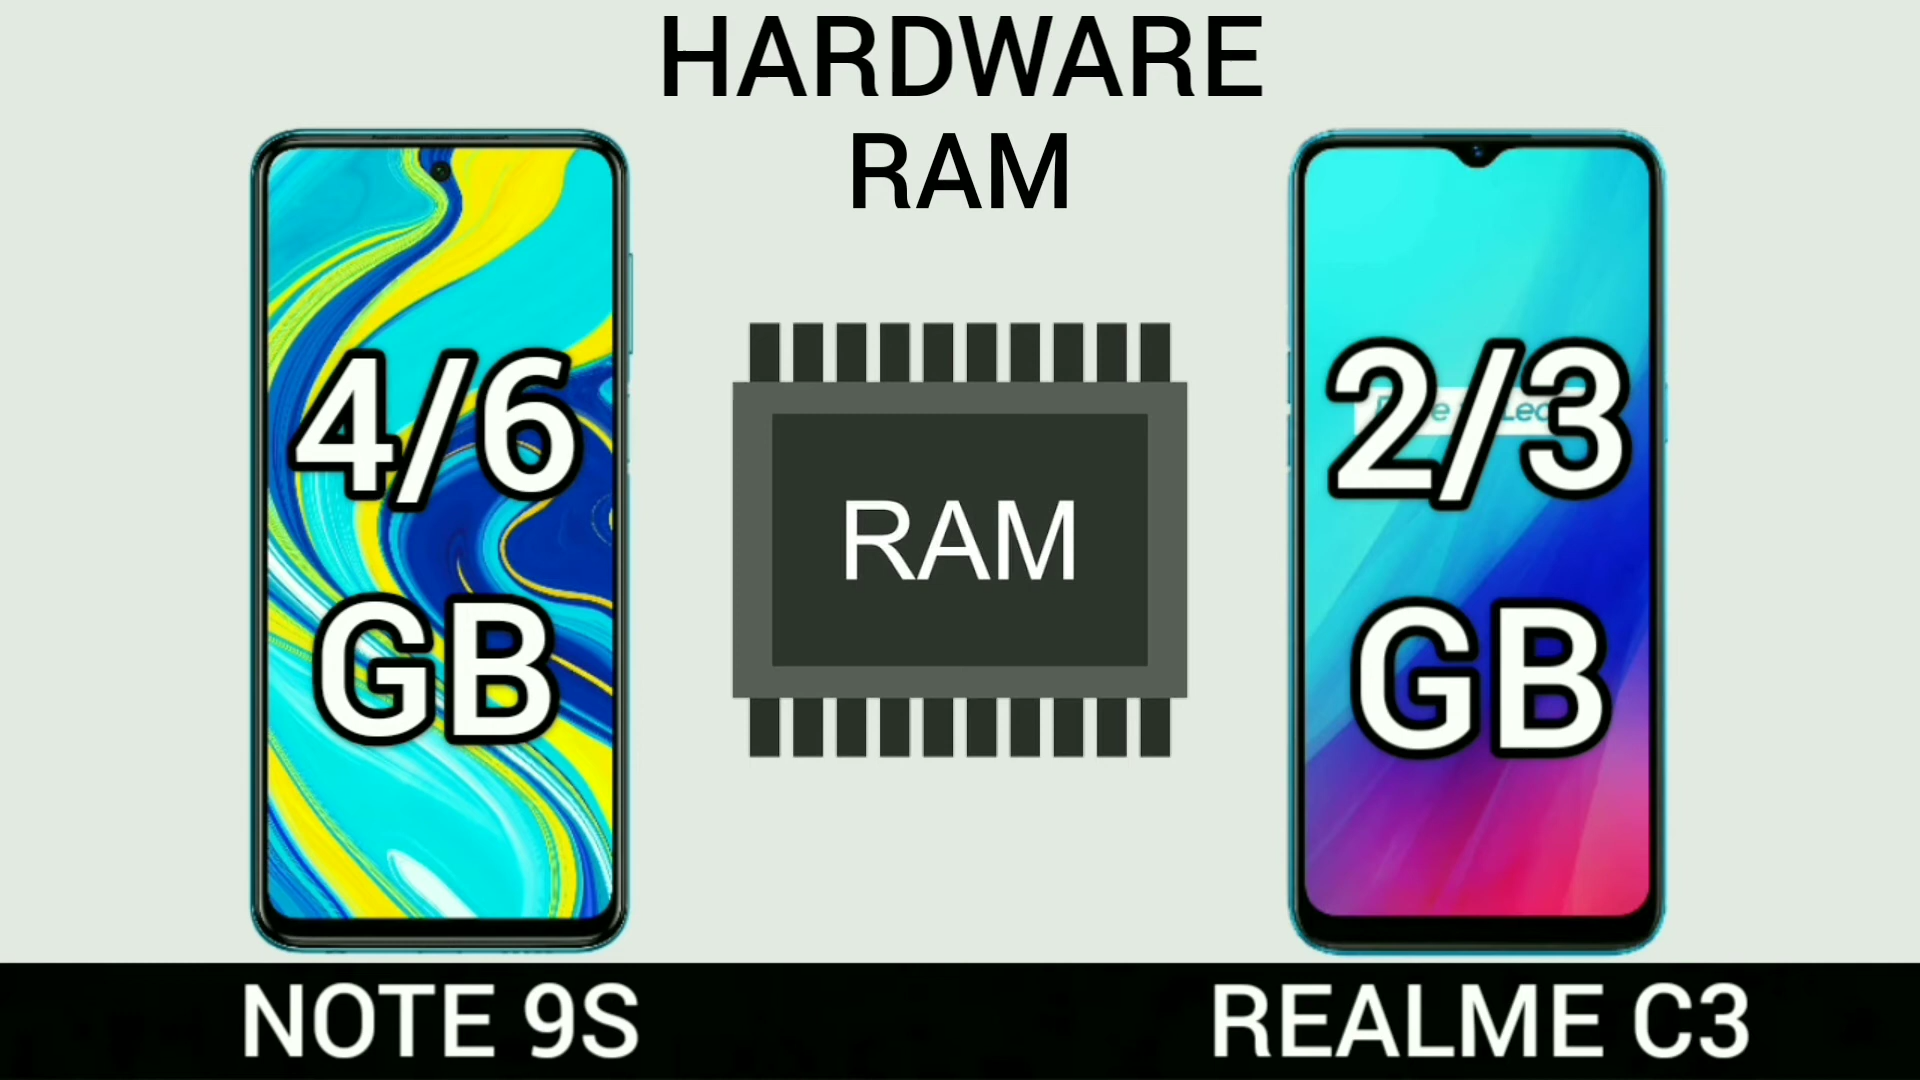 HARDWARE
RAM
4/6
GB
RAM
2/3
GB
NOTE 9S
REALME C3